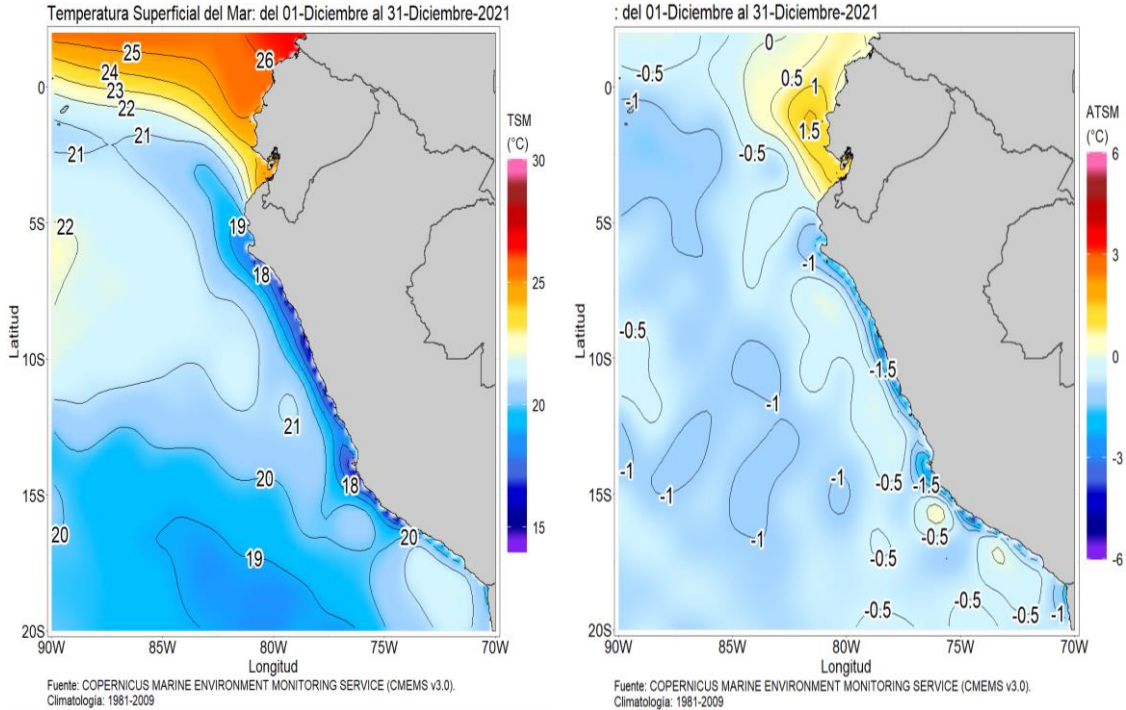 Temperatura Superficial del Mar: del 01-Diciembre al 31-Diciembre-2021
25
24
23
22
21
21
26
22
19
18
21
20
18
20
20
19
0
5S
10S
15S
20S
90W
85W
80W
75W
70W
Latitud
Longitud
TSM
(°C)
30
25
20
15
Fuente: COPERNICUS MARINE ENVIRONMENT MONITORING SERVICE (CMEMS v3.0).
Climatología: 1981-2009
: del 01-Diciembre al 31-Diciembre-2021
0
-0.5
0.5
1
-1
1.5
-0.5
-1
-0.5
-1.5
-1
-1
-1
-1
-0.5
-1.5
-1
-0.5
-0.5
-0.5
-0.5
-0.5
-1
0
5S
10S
15S
20S
90W
85W
80W
75W
70W
Latitud
Longitud
ATSM
(°C)
6
3
0
-3
-6
Fuente: COPERNICUS MARINE ENVIRONMENT MONITORING SERVICE (CMEMS v3.0).
Climatología: 1981-2009